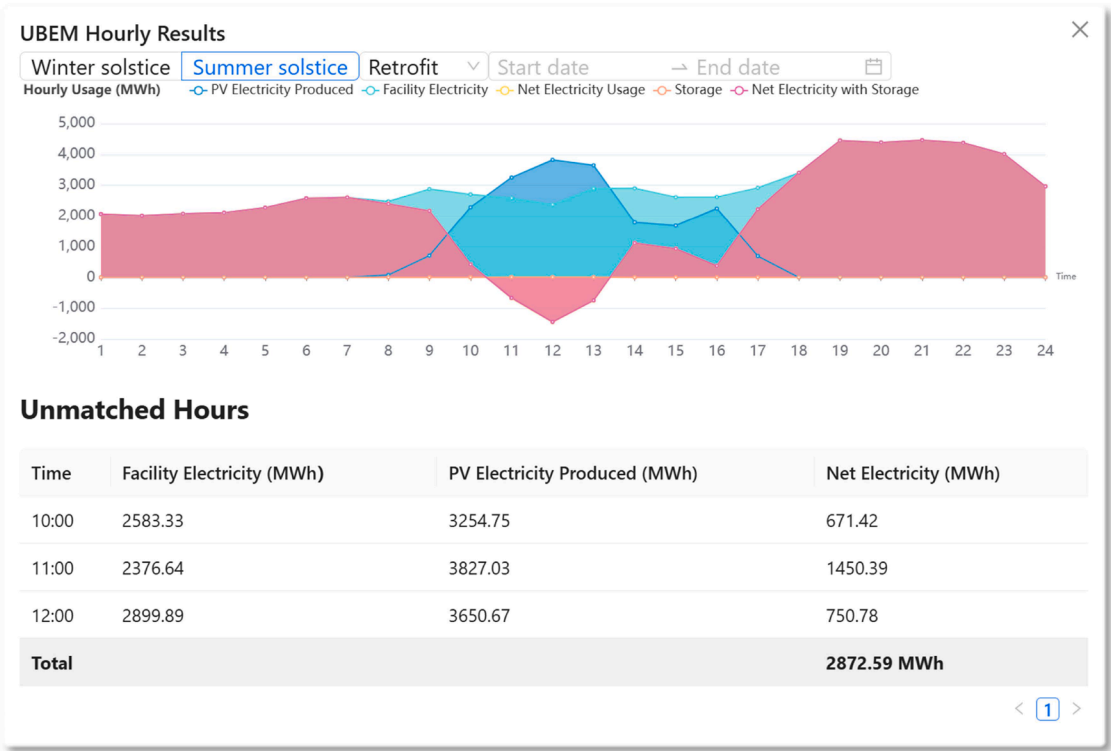 UBEM Hourly Results
Winter solstice Summer solstice Retrofit Start date → End date
Hourly Usage (MWh) PV Electricity Produced Facility Electricity Net Electricity Usage Storage Net Electricity with Storage
5,000
4,000
3,000
2,000
1,000
0
Time
-1,000
-2,000
1 2 3 4 5 6 7 8 9 10 11 12 13 14 15 16 17 18 19 20 21 22 23 24
Unmatched Hours
Time Facility Electricity (MWh) PV Electricity Produced (MWh) Net Electricity (MWh)
10:00 2583.33 3254.75 671.42
11:00 2376.64 3827.03 1450.39
12:00 2899.89 3650.67 750.78
Total 2872.59 MWh
< 1 >